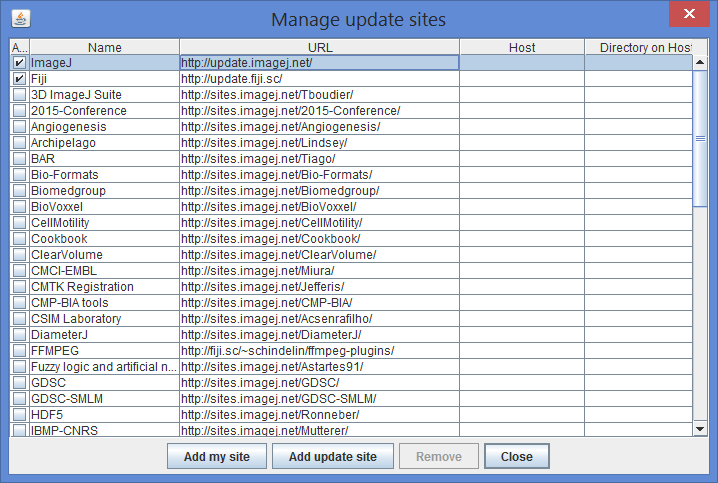 Manage update sites
A... Name URL Host Directory on Host
ImageJ http://update.imagej.net/
Fiji http://update.fiji.sc/
3D ImageJ Suite http://sites.imagej.net/Tboudier/
2015-Conference http://sites.imagej.net/2015-Conference/
Angiogenesis http://sites.imagej.net/Angiogenesis/
Archipelago http://sites.imagej.net/Lindsey/
BAR http://sites.imagej.net/Tiago/
Bio-Formats http://sites.imagej.net/Bio-Formats/
Biomedgroup http://sites.imagej.net/Biomedgroup/
BioVoxxel http://sites.imagej.net/BioVoxxel/
CellMotility http://sites.imagej.net/CellMotility/
Cookbook http://sites.imagej.net/Cookbook/
ClearVolume http://sites.imagej.net/ClearVolume/
CMCI-EMBL http://sites.imagej.net/Miura/
CMTK Registration http://sites.imagej.net/Jefferis/
CMP-BIA tools http://sites.imagej.net/CMP-BIA/
CSIM Laboratory http://sites.imagej.net/Acsenrafilho/
DiameterJ http://sites.imagej.net/DiameterJ/
FFMPEG http://fiji.sc/~schindelin/ffmpeg-plugins/
Fuzzy logic and artificial n... http://sites.imagej.net/Astartes91/
GDSC http://sites.imagej.net/GDSC/
GDSC-SMLM http://sites.imagej.net/GDSC-SMLM/
HDF5 http://sites.imagej.net/Ronneber/
IBMP-CNRS http://sites.imagej.net/Mutterer/
Add my site Add update site Remove Close